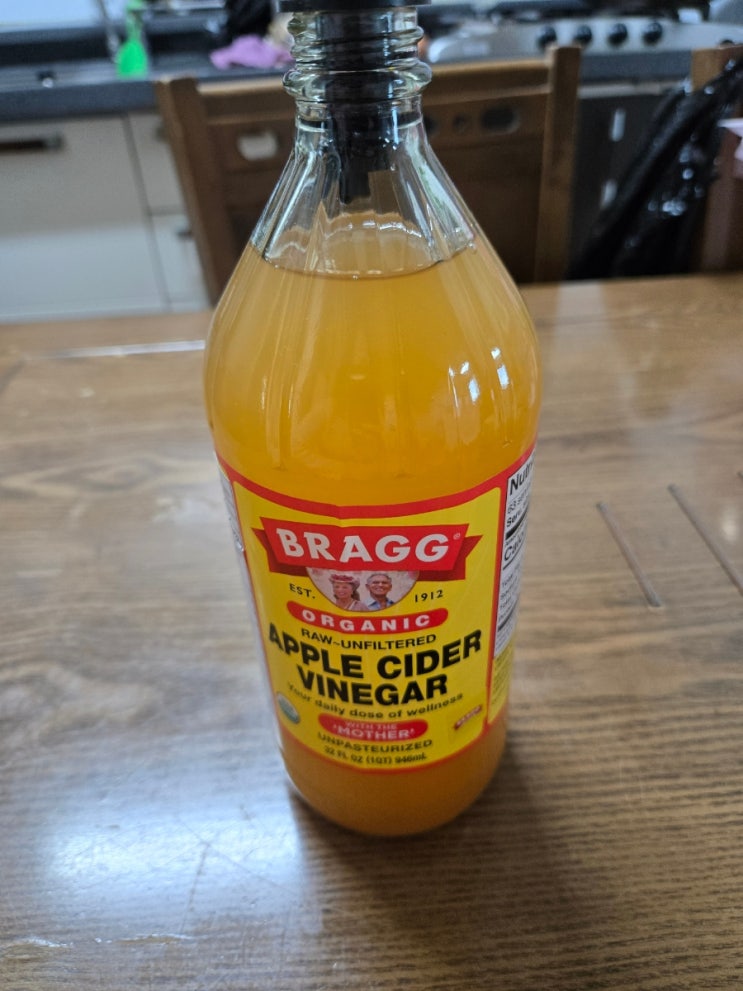 BRAGG®
EST. 1912
ORGANIC
RAW~UNFILTERED
APPLE CIDER
VINEGAR
Your daily dose of wellness
WITH THE
'MOTHER'
UNPASTEURIZED
32 FL OZ (1QT) 946mL